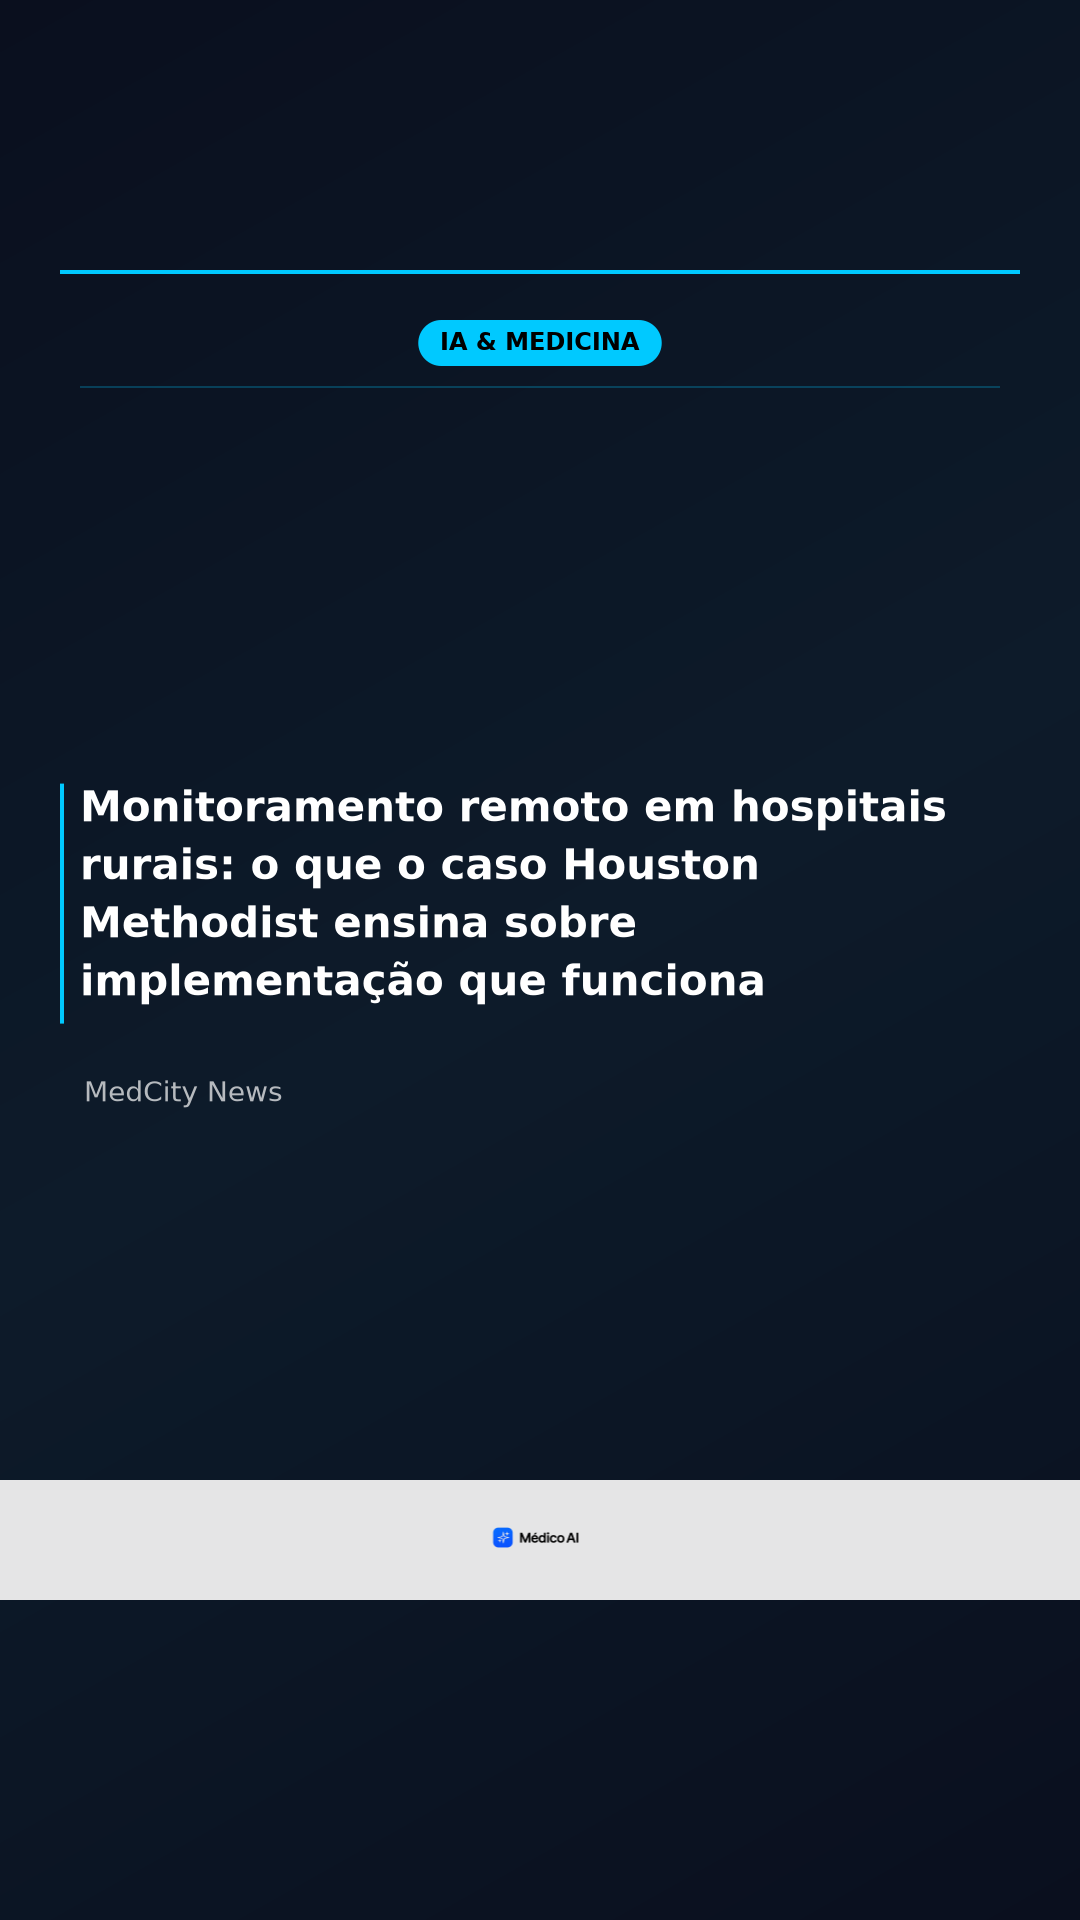 IA & MEDICINA
Monitoramento remoto em hospitais
rurais: o que o caso Houston
Methodist ensina sobre
implementação que funciona
MedCity News
Médico AI